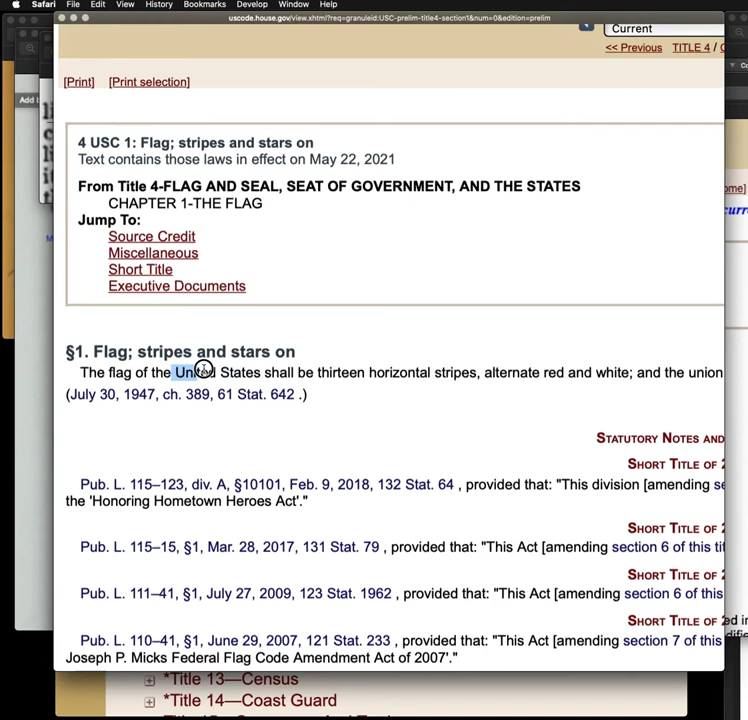 Safari File Edit View History Bookmarks Develop Window Help
uscode.house.gov/view.xhtml?req=granuleid:USC-prelim-title4-section1&num=0&edition=prelim
Current
<< Previous TITLE 4 / C
[Print] [Print selection]
Add b
4 USC 1: Flag; stripes and stars on
Text contains those laws in effect on May 22, 2021
From Title 4-FLAG AND SEAL, SEAT OF GOVERNMENT, AND THE STATES
CHAPTER 1-THE FLAG
Jump To:
Source Credit
Miscellaneous
Short Title
Executive Documents
ome]
curr
§1. Flag; stripes and stars on
The flag of the United States shall be thirteen horizontal stripes, alternate red and white; and the union
(July 30, 1947, ch. 389, 61 Stat. 642 .)
Statutory Notes and
Short Title of 2
Pub. L. 115–123, div. A, §10101, Feb. 9, 2018, 132 Stat. 64 , provided that: "This division [amending se
the 'Honoring Hometown Heroes Act'."
Short Title of 2
Pub. L. 115–15, §1, Mar. 28, 2017, 131 Stat. 79 , provided that: "This Act [amending section 6 of this tit
Short Title of 2
Pub. L. 111–41, §1, July 27, 2009, 123 Stat. 1962 , provided that: "This Act [amending section 6 of this
Short Title of 2
ed in
Pub. L. 110–41, §1, June 29, 2007, 121 Stat. 233 , provided that: "This Act [amending section 7 of this
Joseph P. Micks Federal Flag Code Amendment Act of 2007'."
*Title 13—Census
*Title 14—Coast Guard